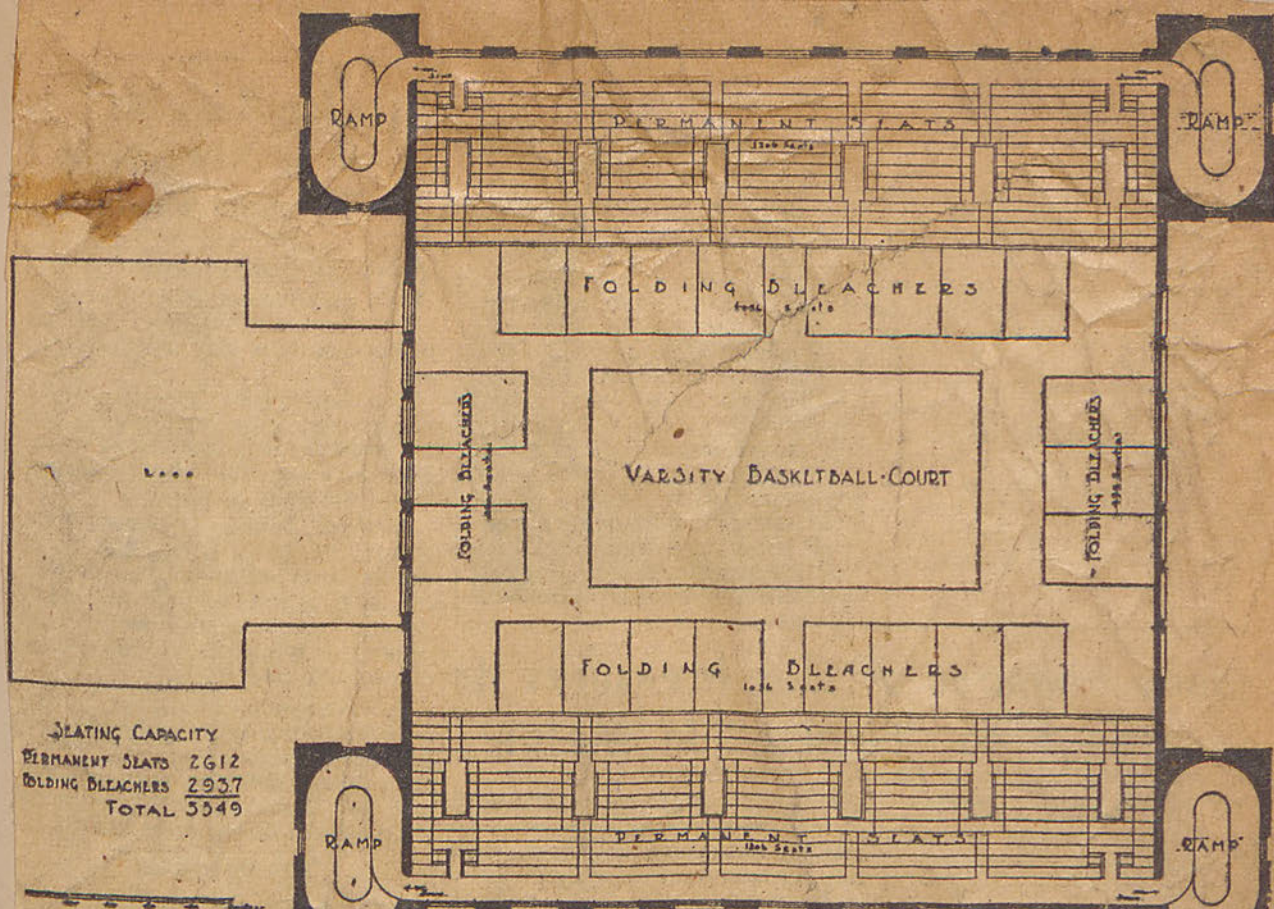 RAMP
PERMANENT SEATS
1306 Seats
RAMP
FOLDING BLEACHERS
Seats
FOLDING BLEACHERS
VARSITY BASKETBALL·COURT
FOLDING BLEACHERS
FOLDING BLEACHERS
1036 Seats
SEATING CAPACITY
PERMANENT SEATS 2612
FOLDING BLEACHERS 2937
TOTAL 5549
RAMP
PERMANENT SEATS
1306 Seats
RAMP